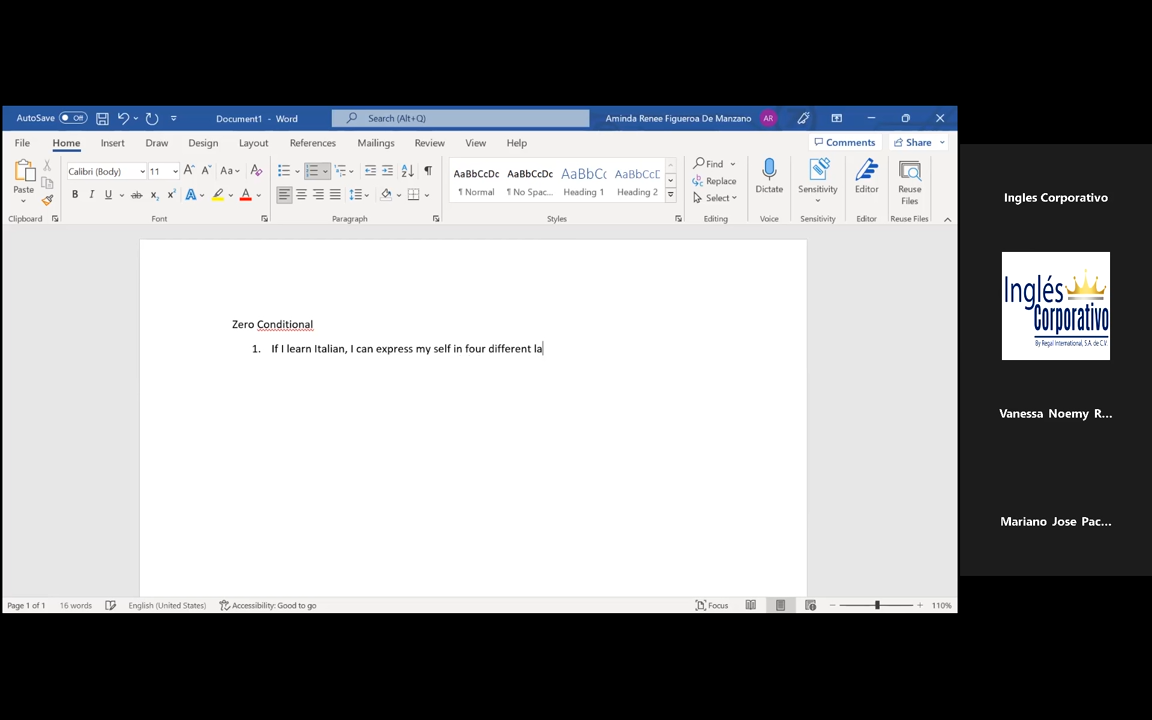 AutoSave Off Document1 - Word Search (Alt+Q) Aminda Renee Figueroa De Manzano AR
File Home Insert Draw Design Layout References Mailings Review View Help Comments Share
Paste Calibri (Body) 11 A A Aa A AaBbCcDc AaBbCcDc AaBbCc AaBbCcD Find Replace Select Dictate Sensitivity Editor Reuse Files
B I U ab x₂ x² A A ¶ Normal ¶ No Spac... Heading 1 Heading 2
Clipboard Font Paragraph Styles Editing Voice Sensitivity Editor Reuse Files
Zero Conditional
1. If I learn Italian, I can express my self in four different la
Page 1 of 1 16 words English (United States) Accessibility: Good to go Focus 110%
Ingles Corporativo
Inglés
Corporativo
By Regal International, S.A. de C.V.
Vanessa Noemy R...
Mariano Jose Pac...